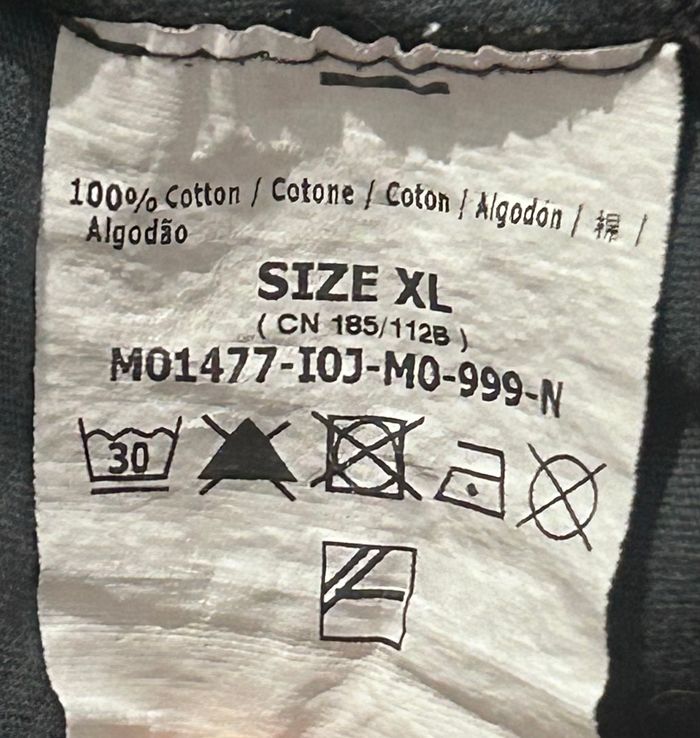 100% Cotton / Cotone / Coton / Algodón / 棉 /
Algodão
SIZE XL
( CN 185/112B )
M01477-I0J-M0-999-N
30